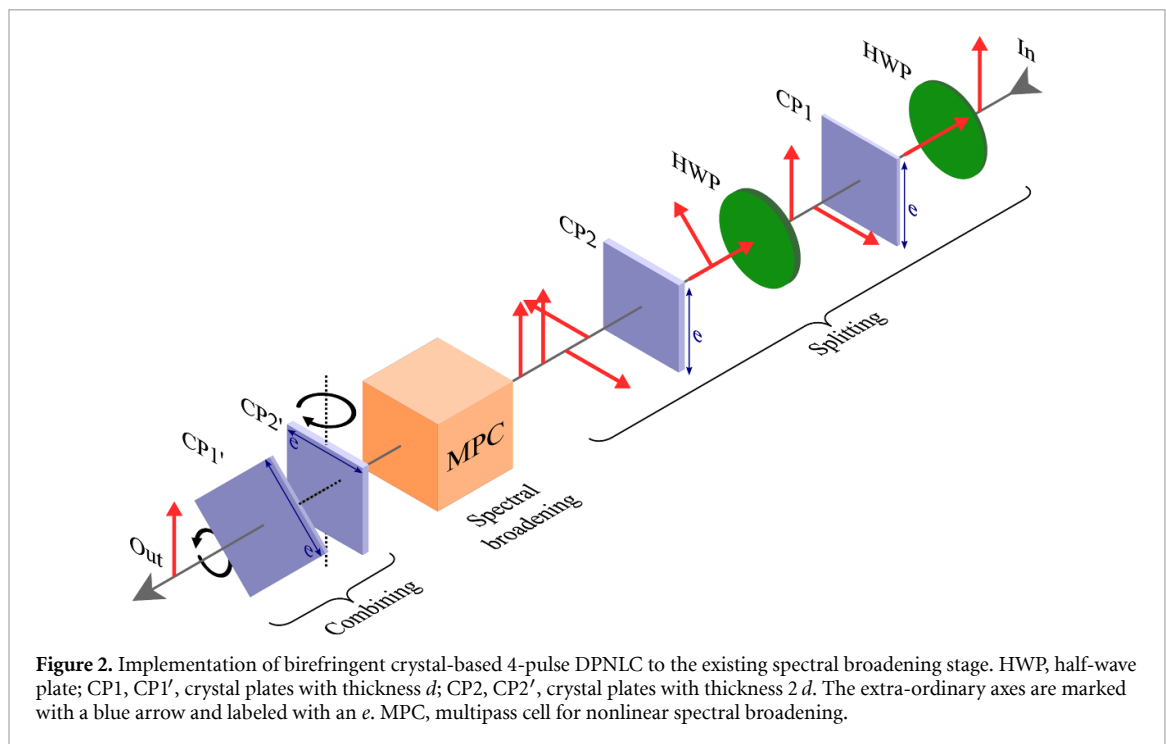 In
HWP
CP1
e
HWP
CP2
e
Splitting
MPC
Spectral
broadening
CP2'
e
CP1'
e
Combining
Out
Figure 2. Implementation of birefringent crystal-based 4-pulse DPNLC to the existing spectral broadening stage. HWP, half-wave
plate; CP1, CP1′, crystal plates with thickness d; CP2, CP2′, crystal plates with thickness 2 d. The extra-ordinary axes are marked
with a blue arrow and labeled with an e. MPC, multipass cell for nonlinear spectral broadening.